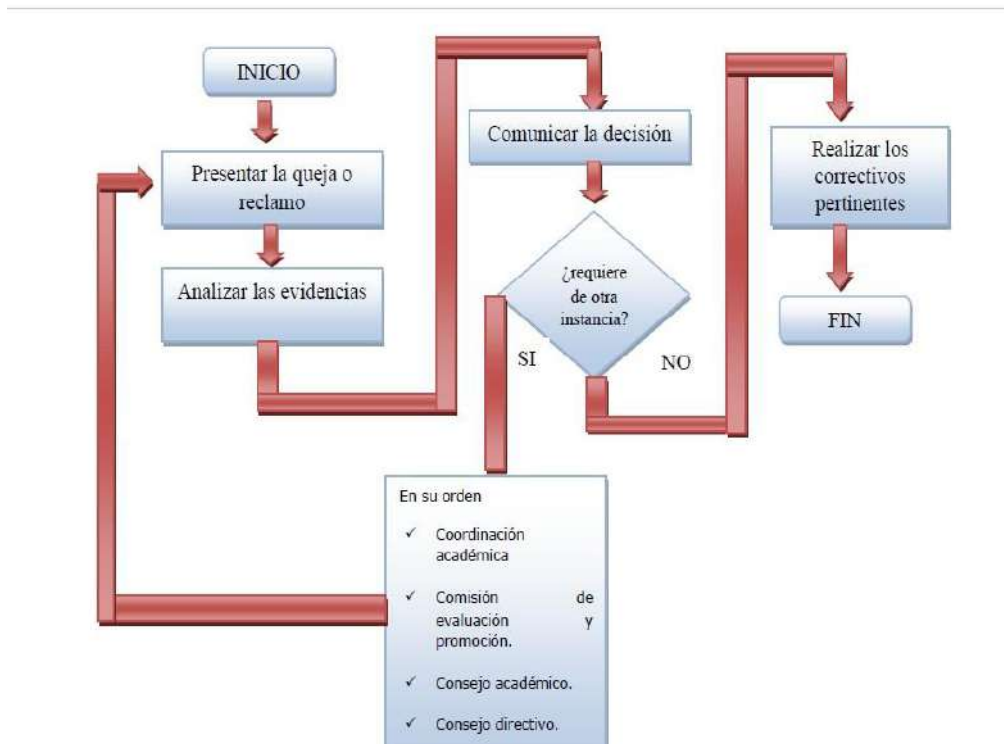 INICIO
Presentar la queja o
reclamo
Analizar las evidencias
Comunicar la decisión
¿requiere
de otra
instancia?
SI
NO
Realizar los
correctivos
pertinentes
FIN
En su orden
✓ Coordinación
académica
✓ Comisión de
evaluación y
promoción.
✓ Consejo académico.
✓ Consejo directivo.